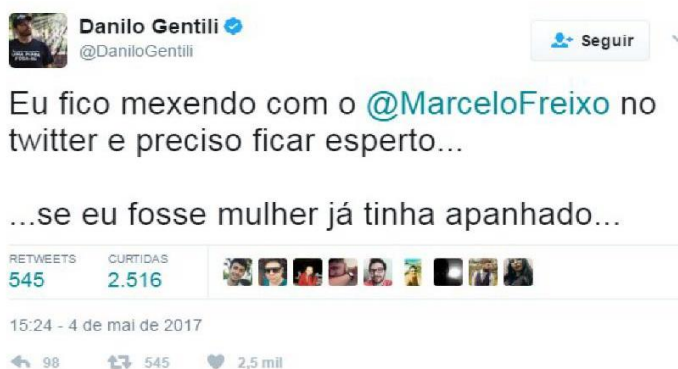 Danilo Gentili
@DaniloGentili
Seguir
Eu fico mexendo com o @MarceloFreixo no
twitter e preciso ficar esperto...
...se eu fosse mulher já tinha apanhado...
RETWEETS CURTIDAS
545 2.516
15:24 - 4 de mai de 2017
98 545 2,5 mil